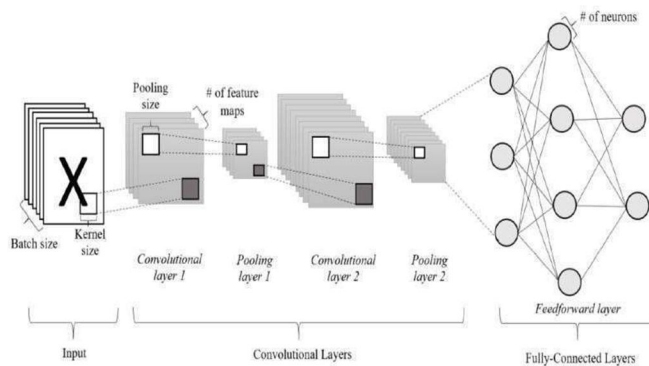 # of neurons
Pooling
size
# of feature
maps
X
Batch size
Kernel
size
Convolutional
layer 1
Pooling
layer 1
Convolutional
layer 2
Pooling
layer 2
Feedforward layer
Input
Convolutional Layers
Fully-Connected Layers